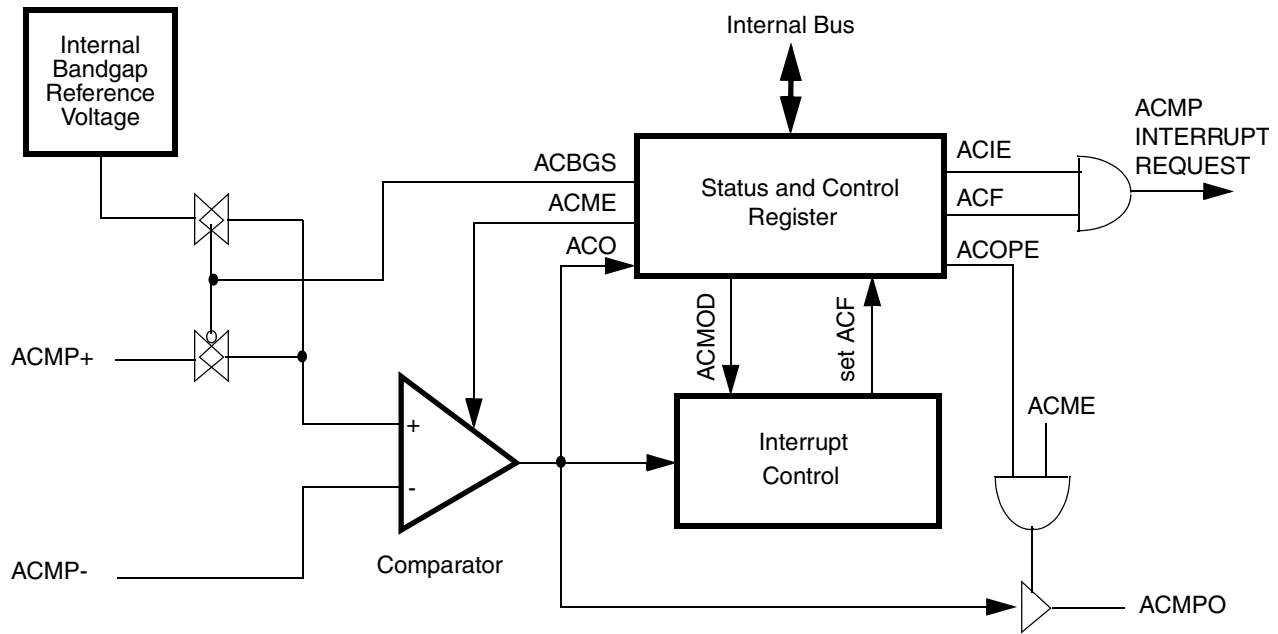 Internal
Bandgap
Reference
Voltage
Internal Bus
ACMP
INTERRUPT
REQUEST
ACBGS
ACME
ACO
Status and Control
Register
ACIE
ACF
ACOPE
ACMOD
set ACF
ACMP+
+
-
Comparator
Interrupt
Control
ACME
ACMP-
ACMPO